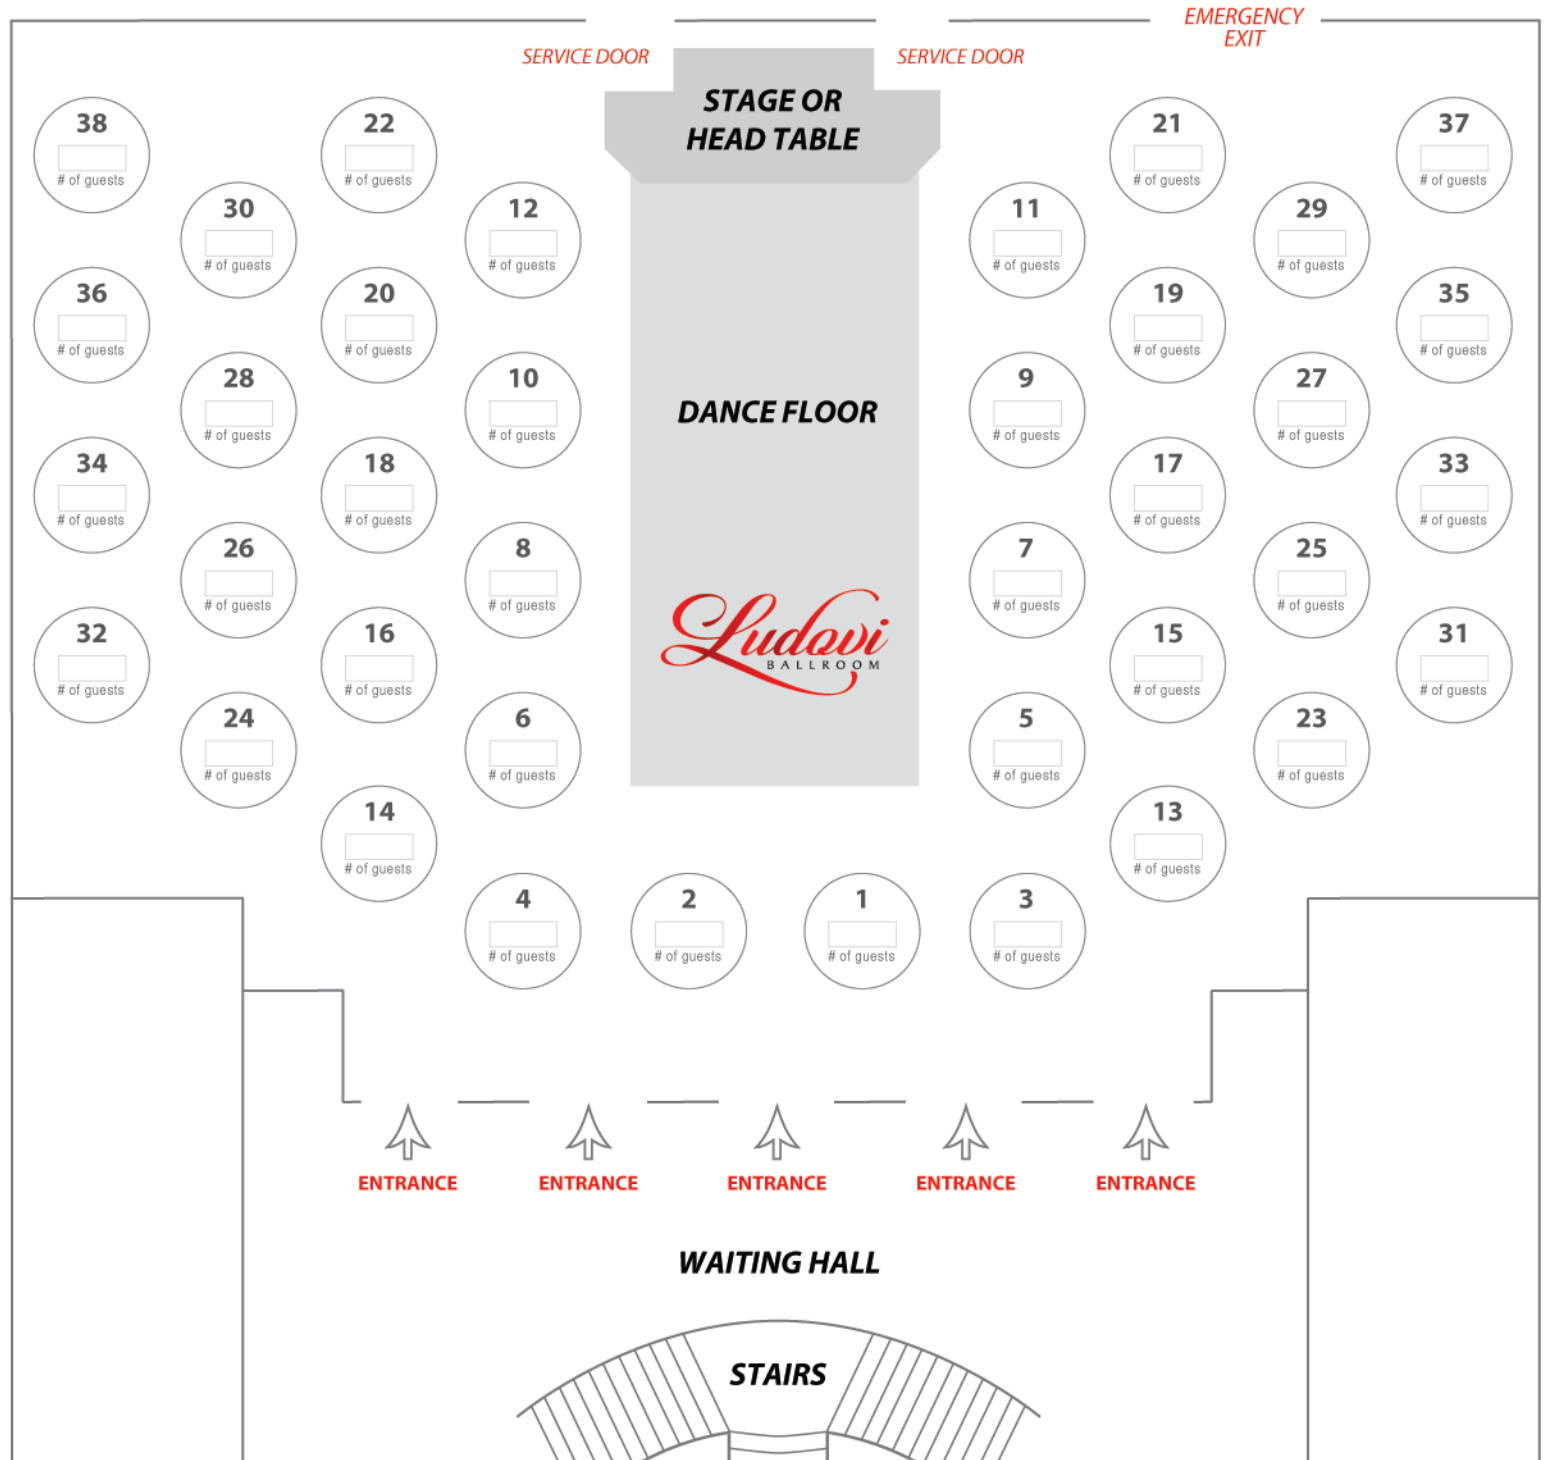 EMERGENCY
EXIT
SERVICE DOOR
SERVICE DOOR
STAGE OR
HEAD TABLE
38
# of guests
22
# of guests
21
# of guests
37
# of guests
30
# of guests
12
# of guests
11
# of guests
29
# of guests
36
# of guests
20
# of guests
19
# of guests
35
# of guests
28
# of guests
10
# of guests
DANCE FLOOR
9
# of guests
27
# of guests
34
# of guests
18
# of guests
17
# of guests
33
# of guests
26
# of guests
8
# of guests
7
# of guests
25
# of guests
Ludovi
BALLROOM
32
# of guests
16
# of guests
15
# of guests
31
# of guests
24
# of guests
6
# of guests
5
# of guests
23
# of guests
14
# of guests
13
# of guests
4
# of guests
2
# of guests
1
# of guests
3
# of guests
ENTRANCE
ENTRANCE
ENTRANCE
ENTRANCE
ENTRANCE
WAITING HALL
STAIRS